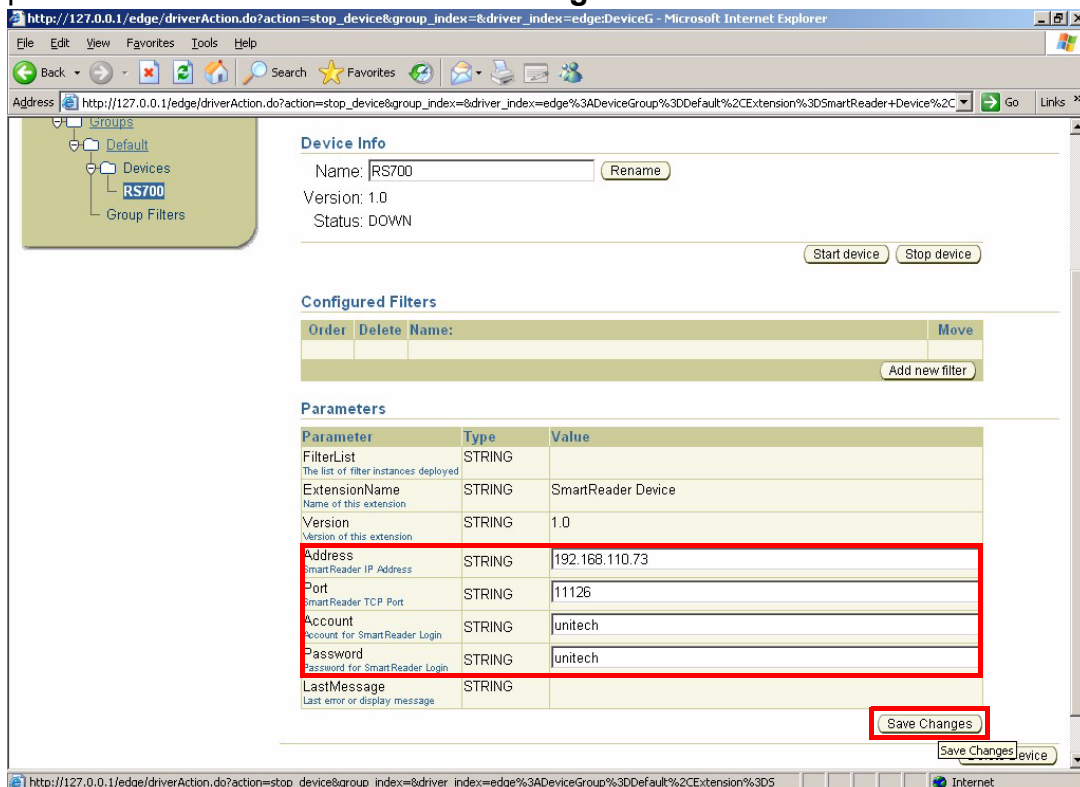 http://127.0.0.1/edge/driverAction.do?action=stop_device&group_index=&driver_index=edge:DeviceG - Microsoft Internet Explorer
File Edit View Favorites Tools Help
Back Search Favorites
Address http://127.0.0.1/edge/driverAction.do?action=stop_device&group_index=&driver_index=edge%3ADeviceGroup%3DDefault%2CExtension%3DSmartReader+Device%2C Go Links »
Groups
Default
Devices
RS700
Group Filters
Device Info
Name: RS700 Rename
Version: 1.0
Status: DOWN
Start device Stop device
Configured Filters
Order Delete Name: Move
Add new filter
Parameters
Parameter Type Value
FilterList STRING
The list of filter instances deployed
ExtensionName STRING SmartReader Device
Name of this extension
Version STRING 1.0
Version of this extension
Address STRING 192.168.110.73
SmartReader IP Address
Port STRING 11126
SmartReader TCP Port
Account STRING unitech
Account for SmartReader Login
Password STRING unitech
Password for SmartReader Login
LastMessage STRING
Last error or display message
Save Changes
Save Changes
http://127.0.0.1/edge/driverAction.do?action=stop_device&group_index=&driver_index=edge%3ADeviceGroup%3DDefault%2CExtension%3DS Internet